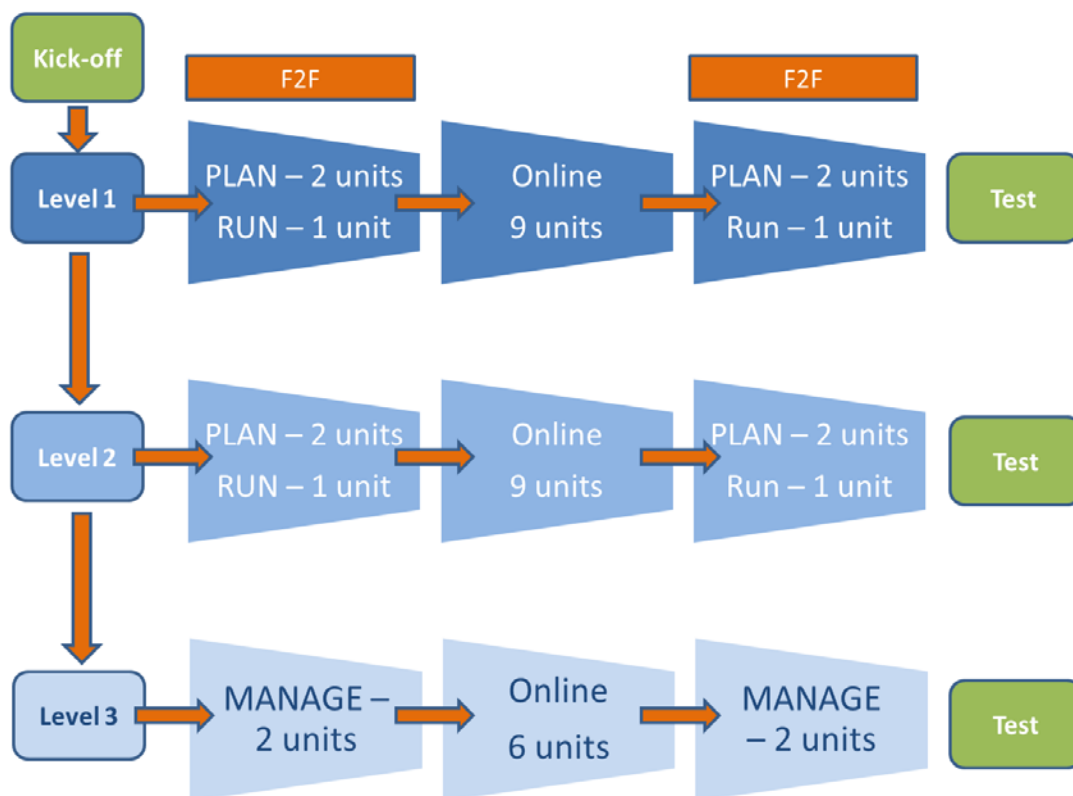 Kick-off
F2F
F2F
Level 1
PLAN – 2 units
RUN – 1 unit
Online
9 units
PLAN – 2 units
Run – 1 unit
Test
Level 2
PLAN – 2 units
RUN – 1 unit
Online
9 units
PLAN – 2 units
Run – 1 unit
Test
Level 3
MANAGE –
2 units
Online
6 units
MANAGE
– 2 units
Test